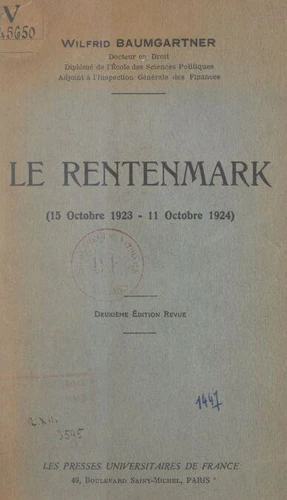 V
45650
WILFRID BAUMGARTNER
Docteur en Droit
Diplômé de l'École des Sciences Politiques
Adjoint à l'Inspection Générale des Finances
LE RENTENMARK
(15 Octobre 1923 - 11 Octobre 1924)
DEUXIÈME ÉDITION REVUE
1447
3545
LES PRESSES UNIVERSITAIRES DE FRANCE
49, BOULEVARD SAINT-MICHEL, PARIS